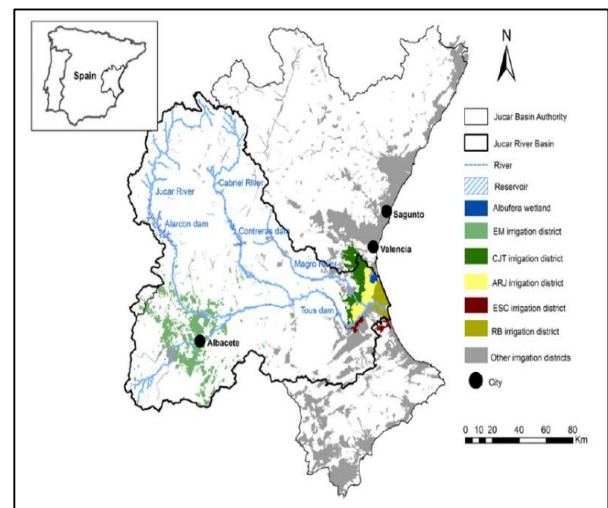 Spain
N
Jucar River
Cabriel River
Alarcon dam
Contreras dam
Magro River
Tous dam
Albacete
Sagunto
Valencia
Jucar Basin Authority
Jucar River Basin
River
Reservoir
Albufera wetland
EM irrigation district
CJT irrigation district
ARJ irrigation district
ESC irrigation district
RB irrigation district
Other irrigation districts
City
0 10 20 40 60 80
Km